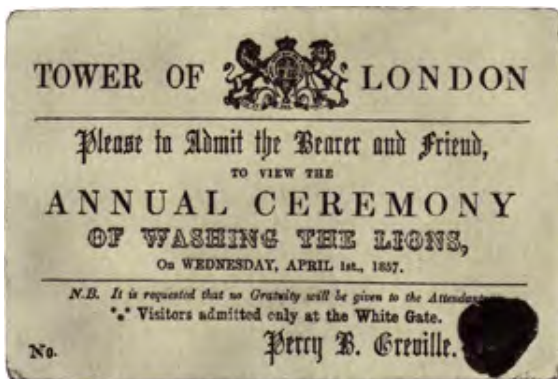 TOWER OF LONDON
Please to Admit the Bearer and Friend,
TO VIEW THE
ANNUAL CEREMONY
OF WASHING THE LIONS,
On WEDNESDAY, APRIL 1st., 1857.
N.B. It is requested that no Gratuity will be given to the
*** Visitors admitted only at the White Gate.
No. Percy B. Greville.